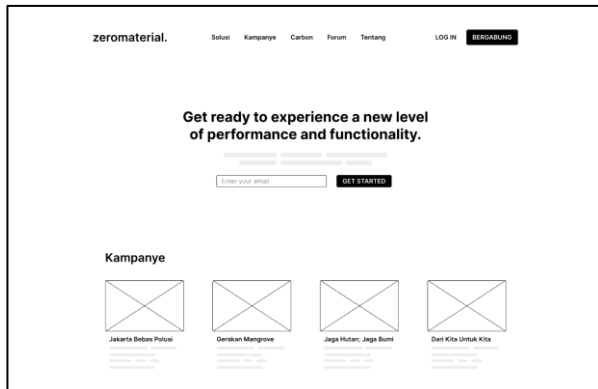 zeromaterial. Solusi Kampanye Carbon Forum Tentang LOG IN BERGABUNG
Get ready to experience a new level
of performance and functionality.
Enter your email GET STARTED
Kampanye
Jakarta Bebas Polusi Gerakan Mangrove Jaga Hutan; Jaga Bumi Dari Kita Untuk Kita